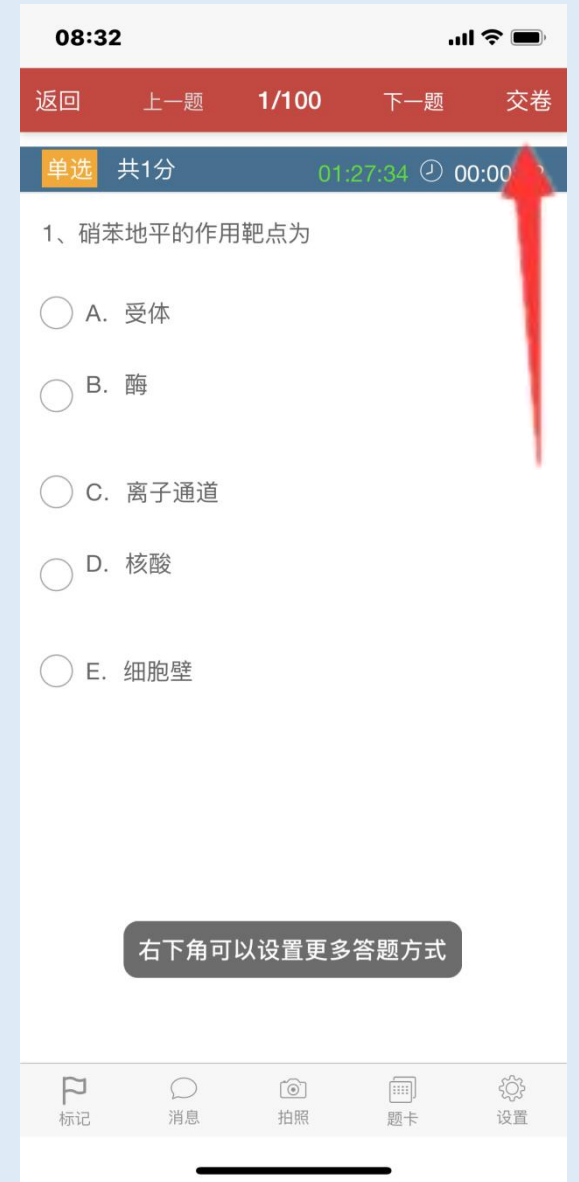 08:32
返回 上一题 1/100 下一题 交卷
单选 共1分 01:27:34 00:00
1、硝苯地平的作用靶点为
A. 受体
B. 酶
C. 离子通道
D. 核酸
E. 细胞壁
右下角可以设置更多答题方式
标记 消息 拍照 题卡 设置